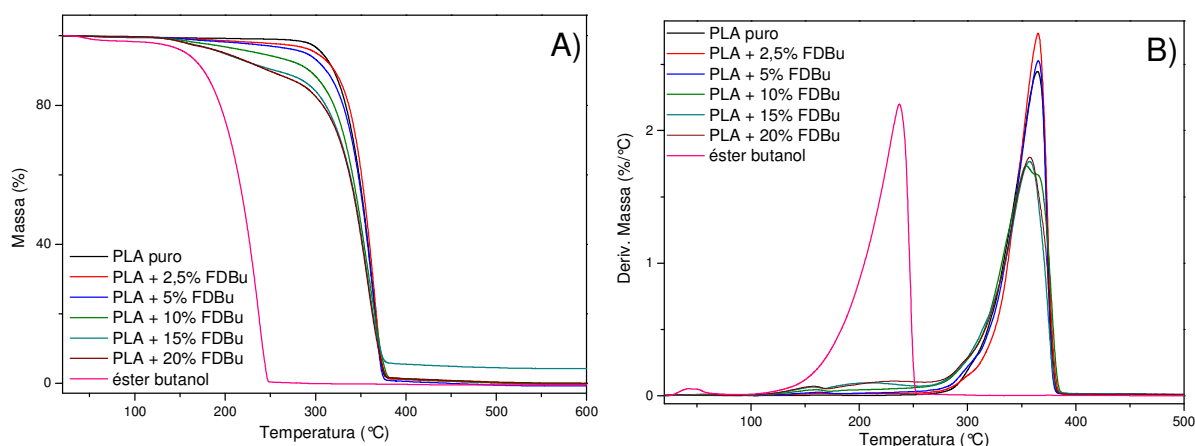 A)
Massa (%)
80
40
0
PLA puro
PLA + 2,5% FDBu
PLA + 5% FDBu
PLA + 10% FDBu
PLA + 15% FDBu
PLA + 20% FDBu
éster butanol
100 200 300 400 500 600
Temperatura (°C)
B)
Deriv. Massa (%/°C)
2
1
0
PLA puro
PLA + 2,5% FDBu
PLA + 5% FDBu
PLA + 10% FDBu
PLA + 15% FDBu
PLA + 20% FDBu
éster butanol
100 200 300 400 500
Temperatura (°C)